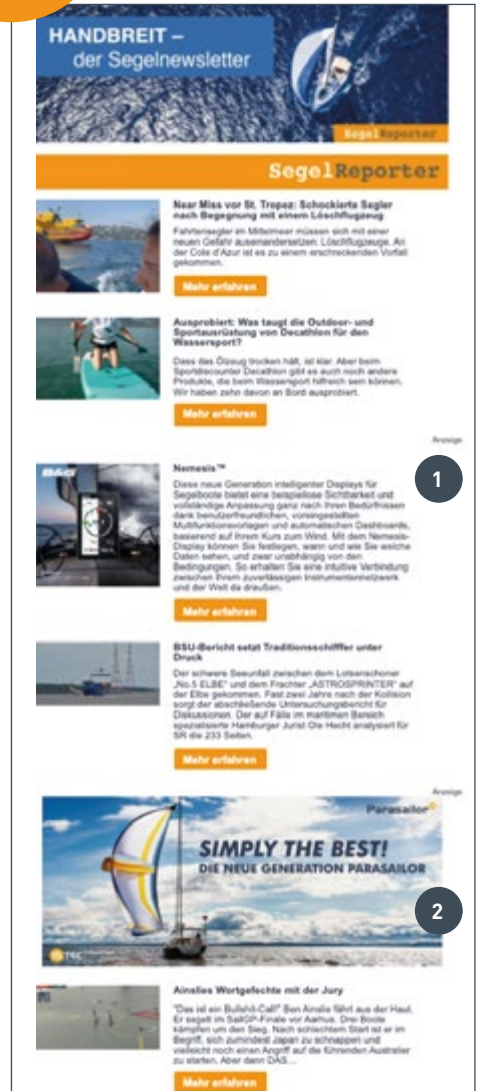 HANDBREIT –
der Segelnewsletter
SegelReporter
SegelReporter
Near Miss vor St. Tropez: Schockierte Segler
nach Begegnung mit einem Löschflugzeug
Fahrtensegler im Mittelmeer müssen sich mit einer
neuen Gefahr auseinandersetzen: Löschflugzeuge. An
der Cote d'Azur ist es zu einem erschreckenden Vorfall
gekommen.
Mehr erfahren
Ausprobiert: Was taugt die Outdoor- und
Sportausrüstung von Decathlon für den
Wassersport?
Dass das Ölzeug trocken hält, ist klar. Aber beim
Sportdiscounter Decathlon gibt es auch noch andere
Produkte, die beim Wassersport hilfreich sein können.
Wir haben zehn davon an Bord ausprobiert.
Mehr erfahren
Anzeige
B&G
1
Nemesis™
Diese neue Generation intelligenter Displays für
Segelboote bietet eine beispiellose Sichtbarkeit und
vollständige Anpassung ganz nach Ihren Bedürfnissen
dank benutzerfreundlichen, voreingestellten
Multifunktionsvorlagen und automatischen Dashboards,
basierend auf Ihrem Kurs zum Wind. Mit dem Nemesis-
Display können Sie festlegen, wann und wie Sie welche
Daten sehen, und zwar unabhängig von den
Bedingungen. So erhalten Sie eine intuitive Verbindung
zwischen Ihrem zuverlässigen Instrumentennetzwerk
und der Welt da draußen.
Mehr erfahren
BSU-Bericht setzt Traditionsschifffer unter
Druck
Der schwere Seeunfall zwischen dem Lotsenschoner
„No.5 ELBE" und dem Frachter „ASTROSPRINTER" auf
der Elbe gekommen. Fast zwei Jahre nach der Kollision
sorgt der abschließende Untersuchungsbericht für
Diskussionen. Der auf Fälle im maritimen Bereich
spezialisierte Hamburger Jurist Ole Hecht analysiert für
SR die 233 Seiten.
Mehr erfahren
Anzeige
Parasailor
SIMPLY THE BEST!
DIE NEUE GENERATION PARASAILOR
2
ISTEC
Ainslies Wortgefechte mit der Jury
"Das ist ein Bullshit-Call!" Ben Ainslie fährt aus der Haut.
Er segelt im SailGP-Finale vor Aarhus. Drei Boote
kämpfen um den Sieg. Nach schlechtem Start ist er im
Begriff, sich zumindest Japan zu schnappen und
vielleicht noch einen Angriff auf die führenden Australier
zu starten. Aber dann DAS…
Mehr erfahren